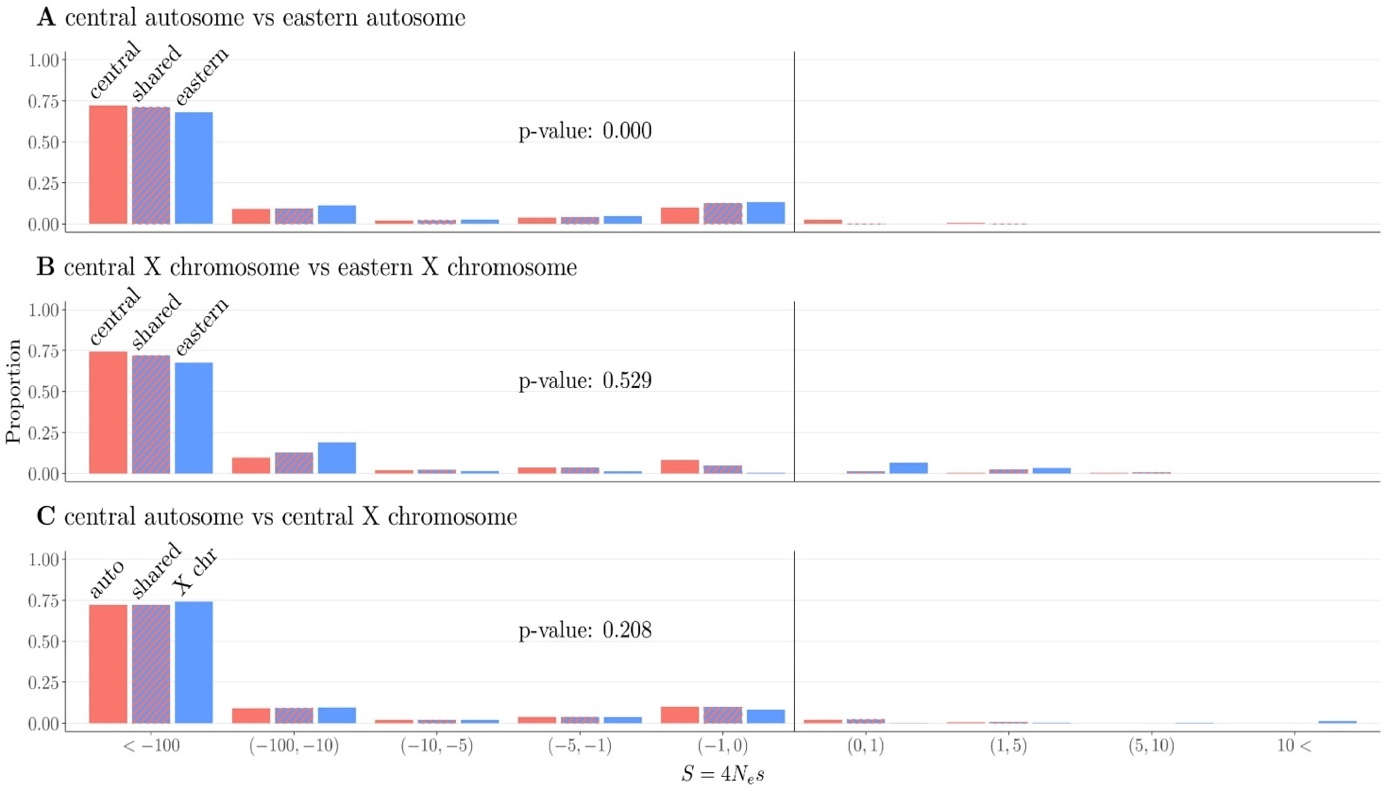 A central autosome vs eastern autosome
central shared eastern
1.00
0.75
0.50
0.25
0.00
p-value: 0.000
B central X chromosome vs eastern X chromosome
central shared eastern
1.00
0.75
0.50
0.25
0.00
p-value: 0.529
Proportion
C central autosome vs central X chromosome
auto shared X chr
1.00
0.75
0.50
0.25
0.00
p-value: 0.208
< −100 (−100, −10) (−10, −5) (−5, −1) (−1, 0) (0, 1) (1, 5) (5, 10) 10 <
S = 4Nₑs